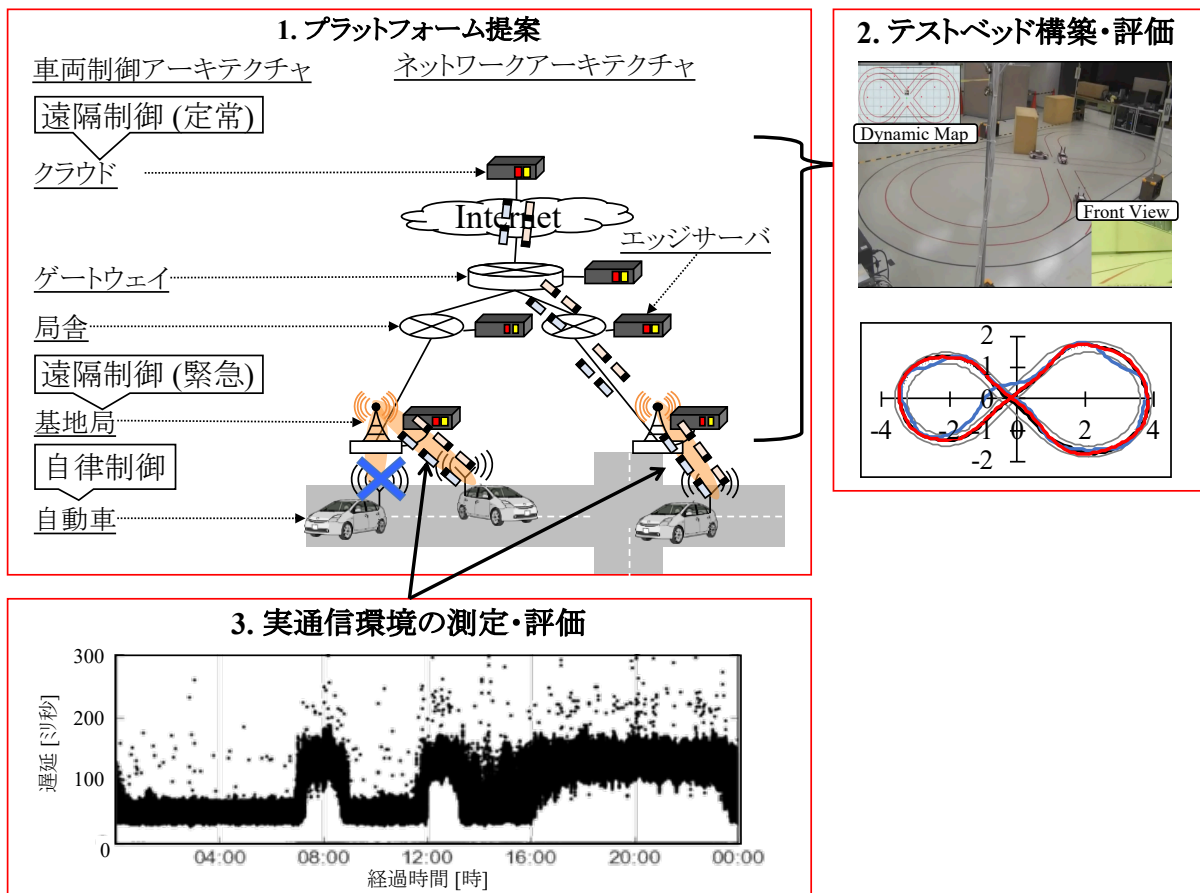 1. プラットフォーム提案
車両制御アーキテクチャ
ネットワークアーキテクチャ
遠隔制御 (定常)
クラウド
Internet
エッジサーバ
ゲートウェイ
局舎
遠隔制御 (緊急)
基地局
自律制御
自動車
2. テストベッド構築・評価
Dynamic Map
Front View
2
1
0
-4
-2
-1
0
2
4
-2
3. 実通信環境の測定・評価
300
200
100
0
遅延 [ミリ秒]
04:00
08:00
12:00
16:00
20:00
00:00
経過時間 [時]